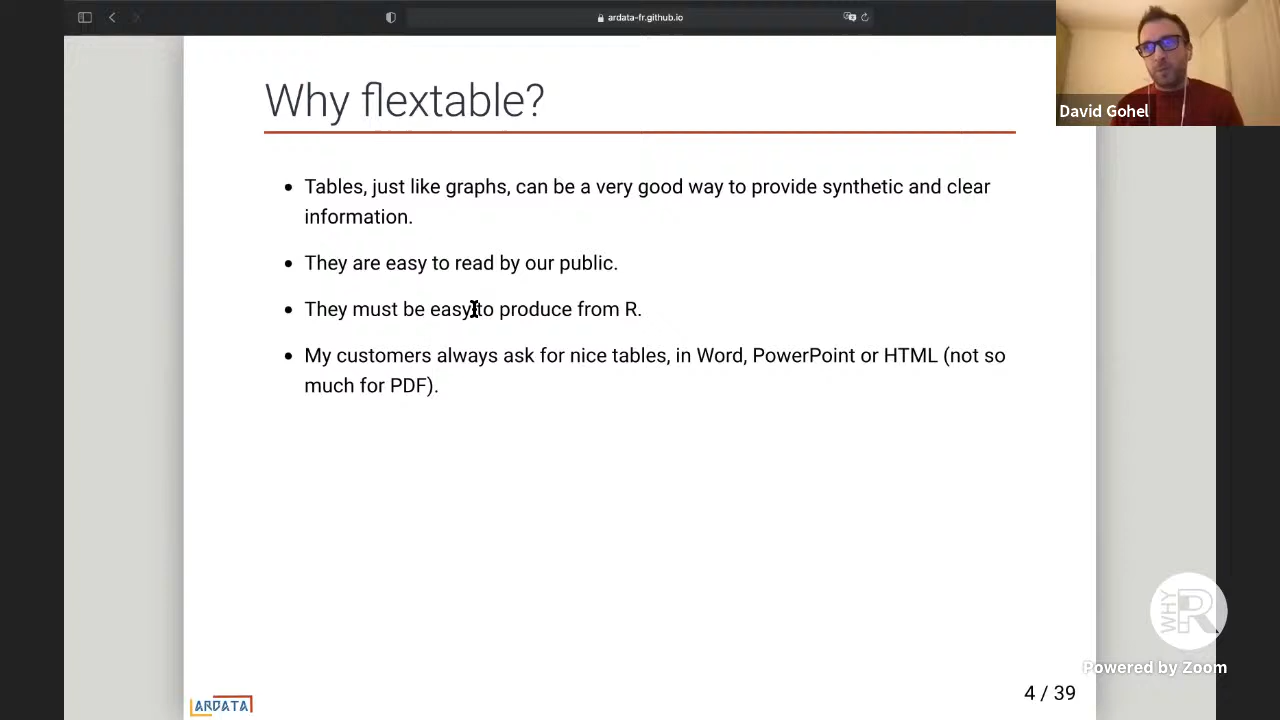 ardata-fr.github.io
David Gohel
Why flextable?
• Tables, just like graphs, can be a very good way to provide synthetic and clear
information.
• They are easy to read by our public.
• They must be easy to produce from R.
• My customers always ask for nice tables, in Word, PowerPoint or HTML (not so
much for PDF).
WHY R
Powered by Zoom
4 / 39
ARDATA